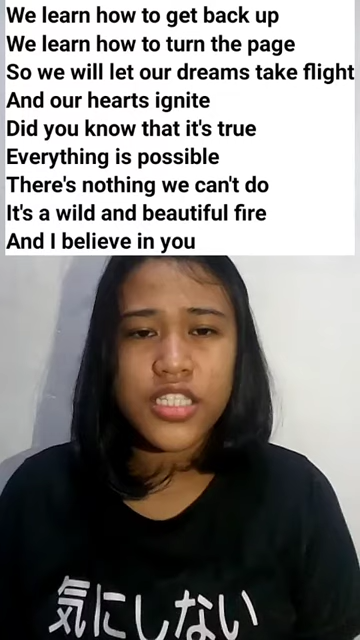 We learn how to get back up
We learn how to turn the page
So we will let our dreams take flight
And our hearts ignite
Did you know that it's true
Everything is possible
There's nothing we can't do
It's a wild and beautiful fire
And I believe in you
気にしない